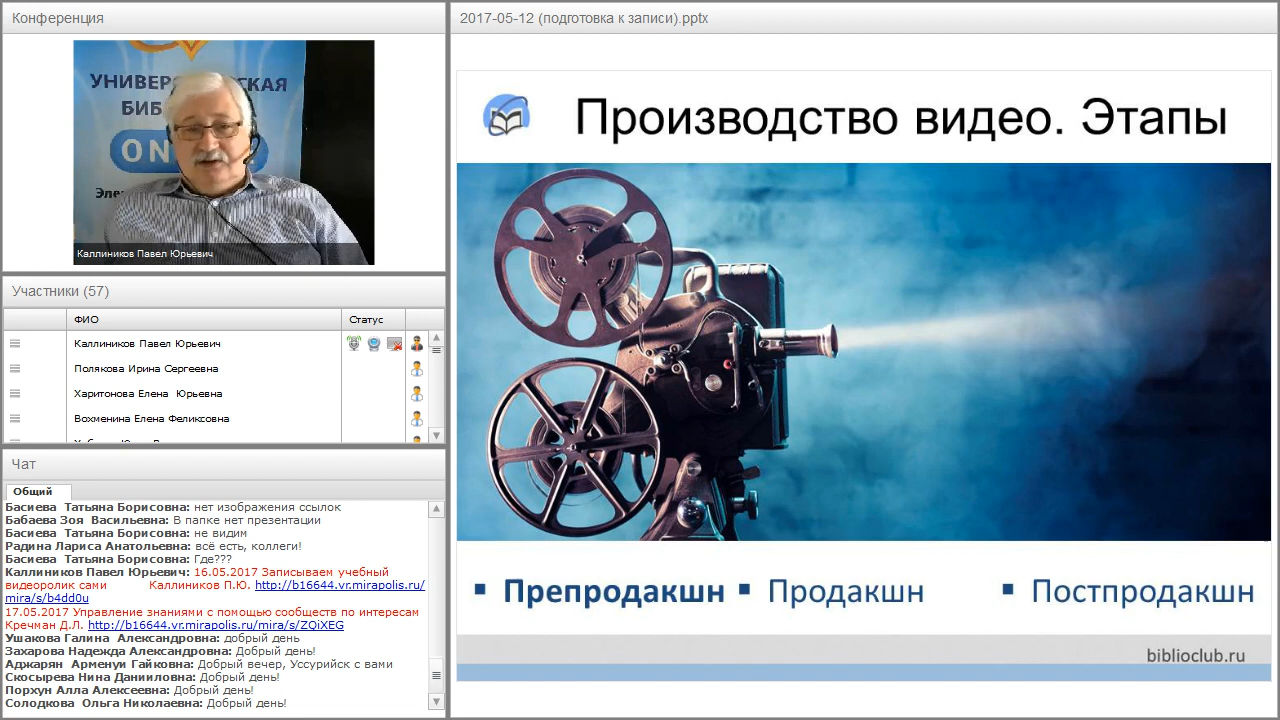 Конференция
УНИВЕР СКАЯ
БИБ
ON
Эле
Каллиников Павел Юрьевич
Участники (57)
ФИО Статус
Каллиников Павел Юрьевич
Полякова Ирина Сергеевна
Харитонова Елена Юрьевна
Вохменина Елена Феликсовна
Чат
Общий
Басиева Татьяна Борисовна: нет изображения ссылок
Бабаева Зоя Васильевна: В папке нет презентации
Басиева Татьяна Борисовна: не видим
Радина Лариса Анатольевна: всё есть, коллеги!
Басиева Татьяна Борисовна: Где???
Каллиников Павел Юрьевич: 16.05.2017 Записываем учебный
видеоролик сами Каллиников П.Ю. http://b16644.vr.mirapolis.ru/
mira/s/b4dd0u
17.05.2017 Управление знаниями с помощью сообществ по интересам
Кречман Д.Л. http://b16644.vr.mirapolis.ru/mira/s/ZQiXEG
Ушакова Галина Александровна: добрый день
Захарова Надежда Александровна: Добрый день!
Аджарян Арменуи Гайковна: Добрый вечер, Уссурийск с вами
Скосырева Нина Данииловна: Добрый день!
Порхун Алла Алексеевна: Добрый день!
Солодкова Ольга Николаевна: Добрый день!
2017-05-12 (подготовка к записи).pptx
Производство видео. Этапы
▪ Препродакшн ▪ Продакшн ▪ Постпродакшн
biblioclub.ru